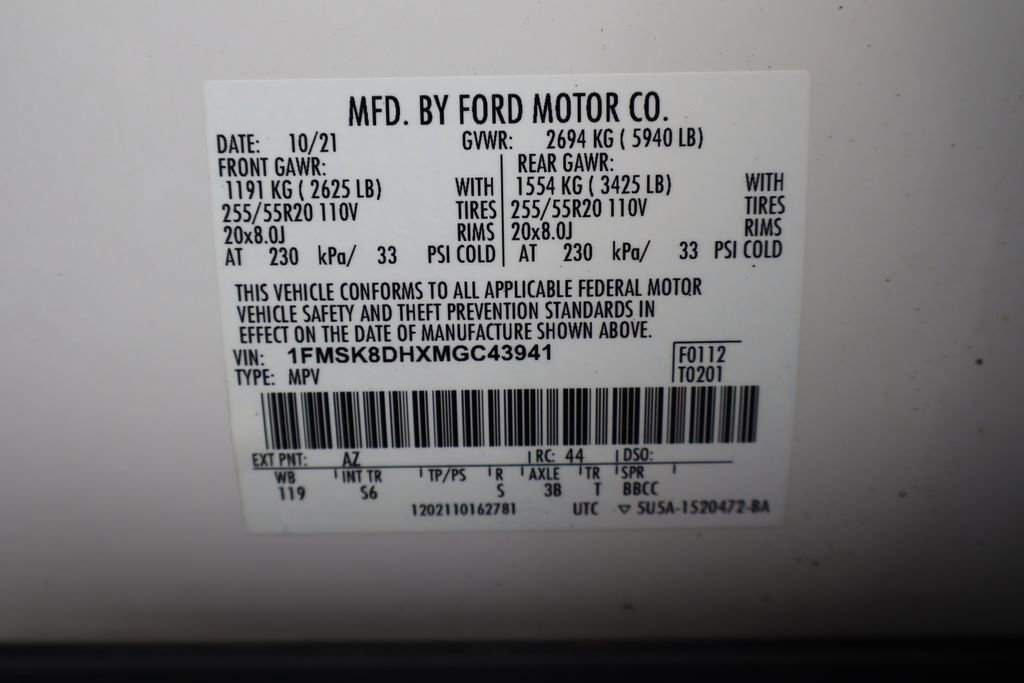 MFD. BY FORD MOTOR CO.
DATE: 10/21 GVWR: 2694 KG ( 5940 LB)
FRONT GAWR: REAR GAWR:
1191 KG ( 2625 LB) WITH 1554 KG ( 3425 LB) WITH
255/55R20 110V TIRES 255/55R20 110V TIRES
20x8.0J RIMS 20x8.0J RIMS
AT 230 kPa/ 33 PSI COLD AT 230 kPa/ 33 PSI COLD
THIS VEHICLE CONFORMS TO ALL APPLICABLE FEDERAL MOTOR
VEHICLE SAFETY AND THEFT PREVENTION STANDARDS IN
EFFECT ON THE DATE OF MANUFACTURE SHOWN ABOVE.
VIN: 1FMSK8DHXMGC43941 F0112
TYPE: MPV T0201
EXT PNT: AZ RC: 44 DSO:
WB INT TR TP/PS R AXLE TR SPR
119 S6 S 3B T BBCC
1202110162781 UTC ▽ 5USA-1520472-BA